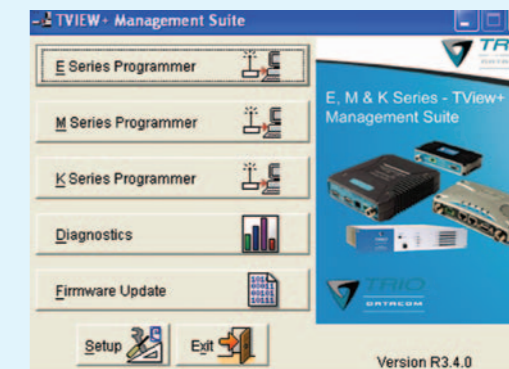 TVIEW+ Management Suite
E Series Programmer
M Series Programmer
K Series Programmer
Diagnostics
Firmware Update
Setup
Exit
E, M & K Series - TView+
Management Suite
TRIO
DATACOM
Version R3.4.0